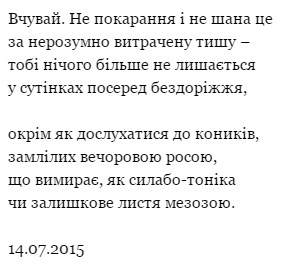 Вчувай. Не покарання і не шана це
за нерозумно витрачену тишу –
тобі нічого більше не лишається
у сутінках посеред бездоріжжя,

окрім як дослухатися до коників,
замлілих вечоровою росою,
що вимирає, як силабо-тоніка
чи залишкове листя мезозою.

14.07.2015